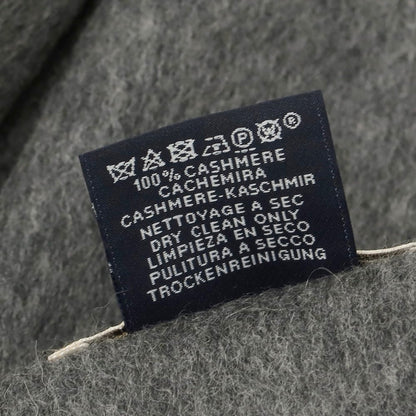 P W ®
100% CASHMERE
CACHEMIRA
CASHMERE-KASCHMIR
NETTOYAGE A SEC
DRY CLEAN ONLY
LIMPIEZA EN SECO
PULITURA A SECCO
TROCKENREINIGUNG